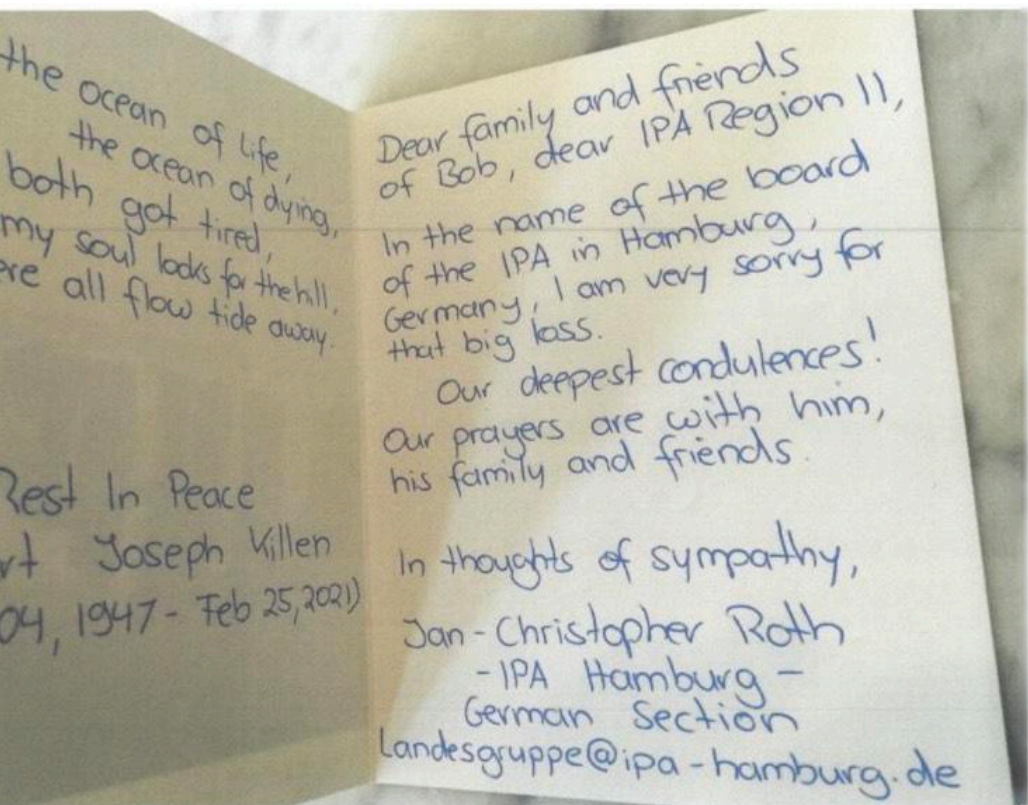 the ocean of life,
the ocean of dying,
both got tired,
my soul looks for the hill,
all flow tide away.
Rest In Peace
Joseph Killen
04, 1947 - Feb 25, 2021)
Dear family and friends
of Bob, dear IPA Region 11,
In the name of the board
of the IPA in Hamburg,
Germany, I am very sorry for
that big loss.
Our deepest condulences!
Our prayers are with him,
his family and friends.
In thoughts of sympathy,
Jan-Christopher Roth
- IPA Hamburg -
German Section
Landesgruppe@ipa-hamburg.de